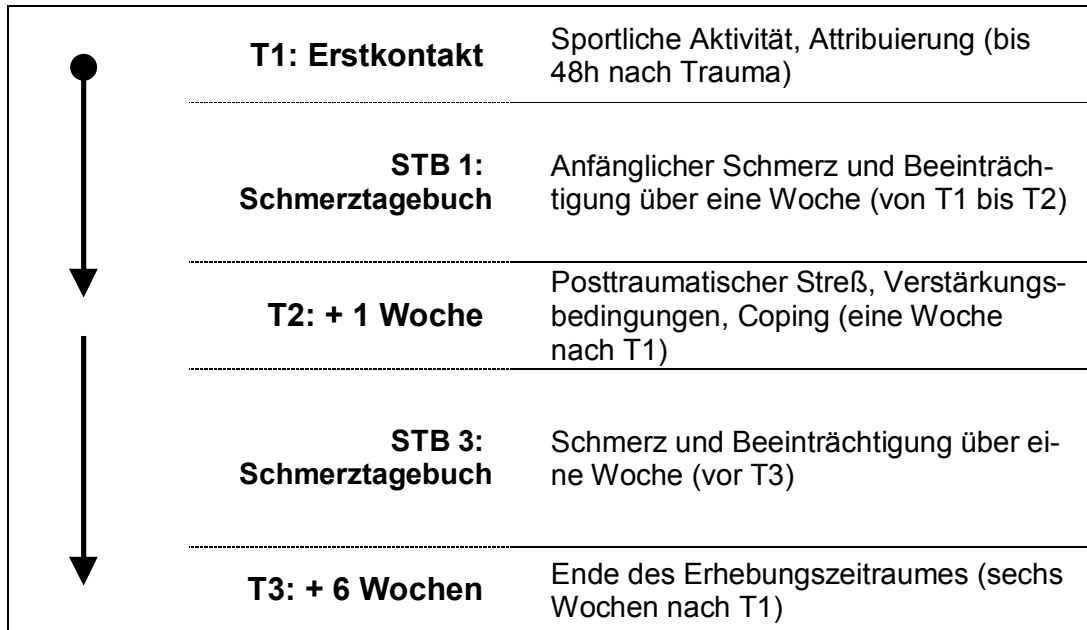 T1: Erstkontakt
Sportliche Aktivität, Attribuierung (bis
48h nach Trauma)
STB 1:
Schmerztagebuch
Anfänglicher Schmerz und Beeinträch-
tigung über eine Woche (von T1 bis T2)
T2: + 1 Woche
Posttraumatischer Streß, Verstärkungs-
bedingungen, Coping (eine Woche
nach T1)
STB 3:
Schmerztagebuch
Schmerz und Beeinträchtigung über ei-
ne Woche (vor T3)
T3: + 6 Wochen
Ende des Erhebungszeitraumes (sechs
Wochen nach T1)